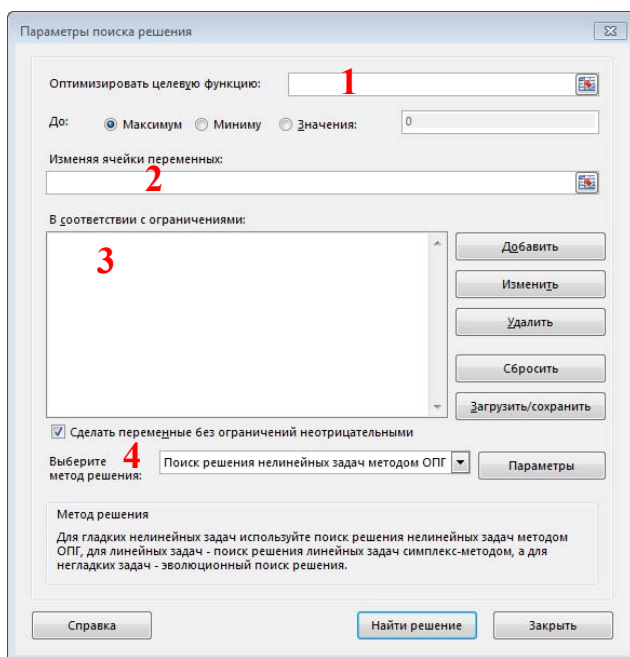 Параметры поиска решения
Оптимизировать целевую функцию: 1
До: Максимум Миниму Значения: 0
Изменяя ячейки переменных:
2
В соответствии с ограничениями:
3
Добавить
Изменить
Удалить
Сбросить
Загрузить/сохранить
Сделать переменные без ограничений неотрицательными
Выберите
метод решения:
4
Поиск решения нелинейных задач методом ОПГ
Параметры
Метод решения
Для гладких нелинейных задач используйте поиск решения нелинейных задач методом
ОПГ, для линейных задач - поиск решения линейных задач симплекс-методом, а для
негладких задач - эволюционный поиск решения.
Справка
Найти решение
Закрыть